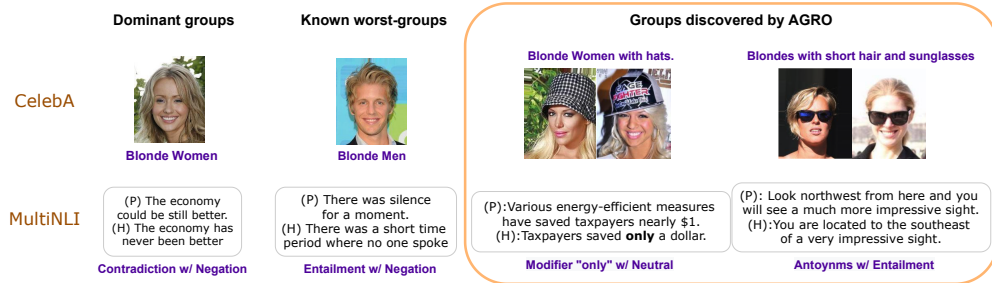 Dominant groups
Known worst-groups
Groups discovered by AGRO
CelebA
Blonde Women
Blonde Men
Blonde Women with hats.
Blondes with short hair and sunglasses
MultiNLI
(P) The economy
could be still better.
(H) The economy has
never been better
Contradiction w/ Negation
(P) There was silence
for a moment.
(H) There was a short time
period where no one spoke
Entailment w/ Negation
(P):Various energy-efficient measures
have saved taxpayers nearly $1.
(H):Taxpayers saved only a dollar.
Modifier "only" w/ Neutral
(P): Look northwest from here and you
will see a much more impressive sight.
(H):You are located to the southeast
of a very impressive sight.
Antoynms w/ Entailment